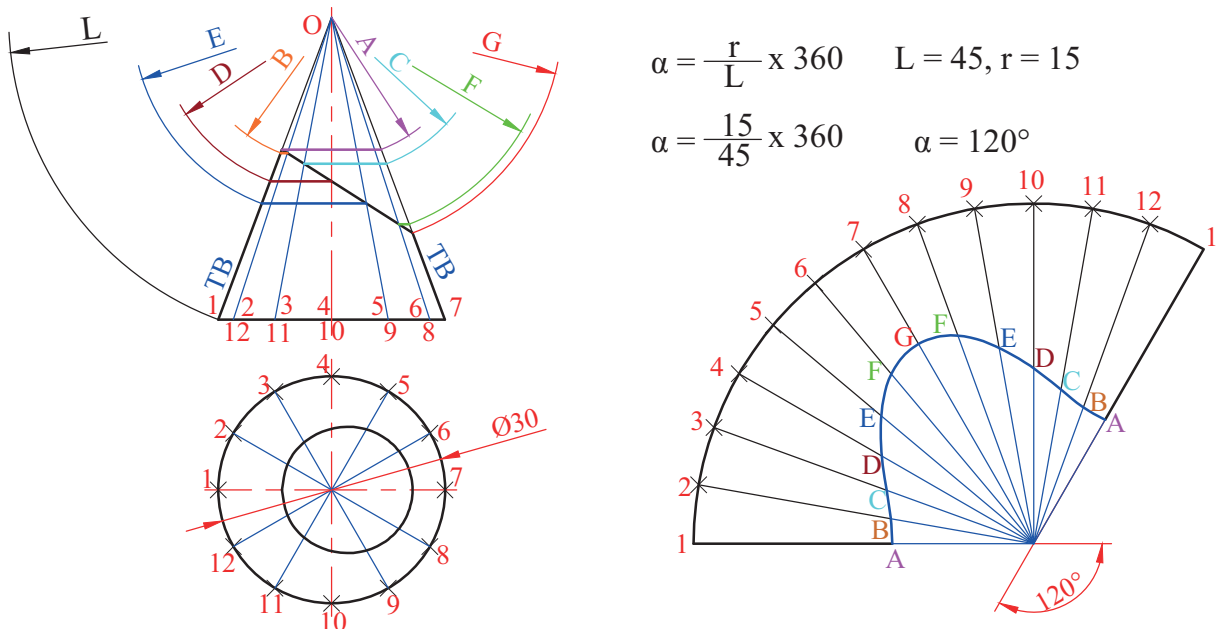 L
E
D
B
O
A
C
F
G
TB
TB
1 2 3 4 5 6 7
12 11 10 9 8
4
3 5
2 6
Ø30
1 7
12 8
11 9
10
α = r/L x 360 L = 45, r = 15
α = 15/45 x 360 α = 120°
10
9 11
8 12
7 1
6
5
4
3
2
1
G F E D C B A
F
E
D
C
B
A
120°